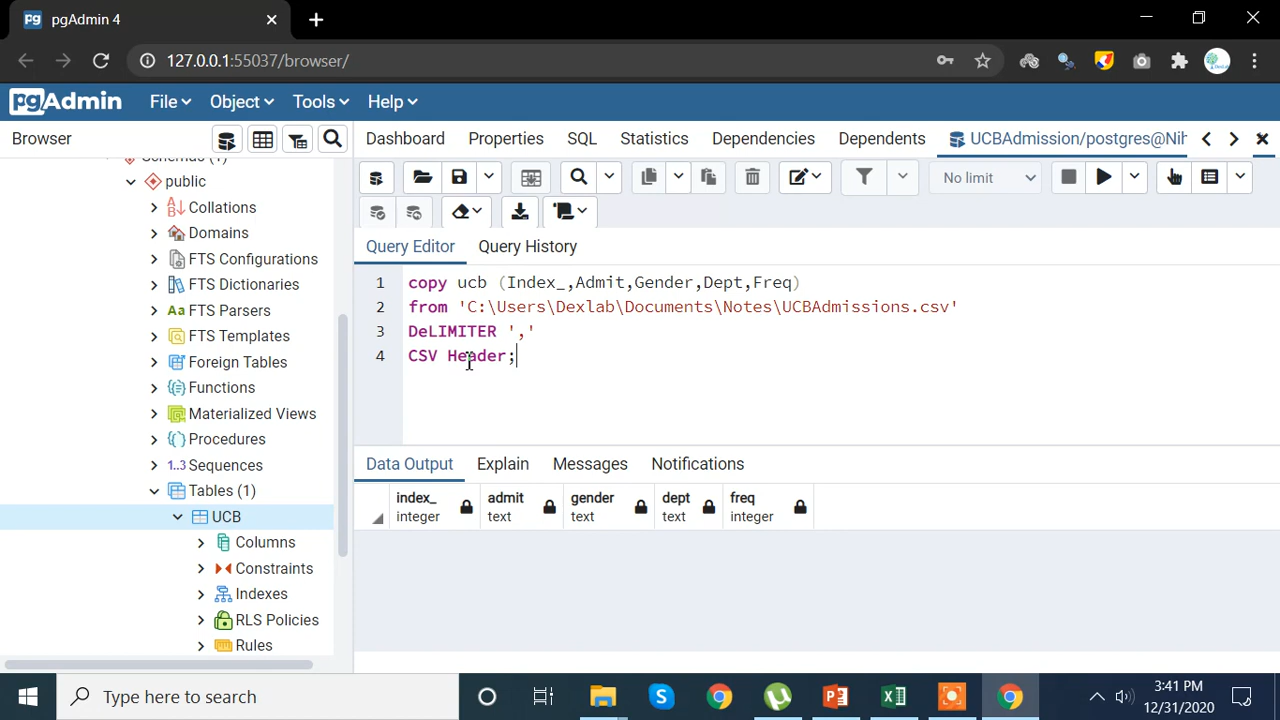 pgAdmin 4
127.0.0.1:55037/browser/
pgAdmin File Object Tools Help
Browser
Dashboard Properties SQL Statistics Dependencies Dependents UCBAdmission/postgres@Nih
No limit
Query Editor Query History
1 copy ucb (Index_,Admit,Gender,Dept,Freq)
2 from 'C:\Users\Dexlab\Documents\Notes\UCBAdmissions.csv'
3 DeLIMITER ','
4 CSV Header;
public
Collations
Domains
FTS Configurations
FTS Dictionaries
FTS Parsers
FTS Templates
Foreign Tables
Functions
Materialized Views
Procedures
1..3 Sequences
Tables (1)
UCB
Columns
Constraints
Indexes
RLS Policies
Rules
Data Output Explain Messages Notifications
index_ admit gender dept freq
integer text text text integer
Type here to search
3:41 PM
12/31/2020